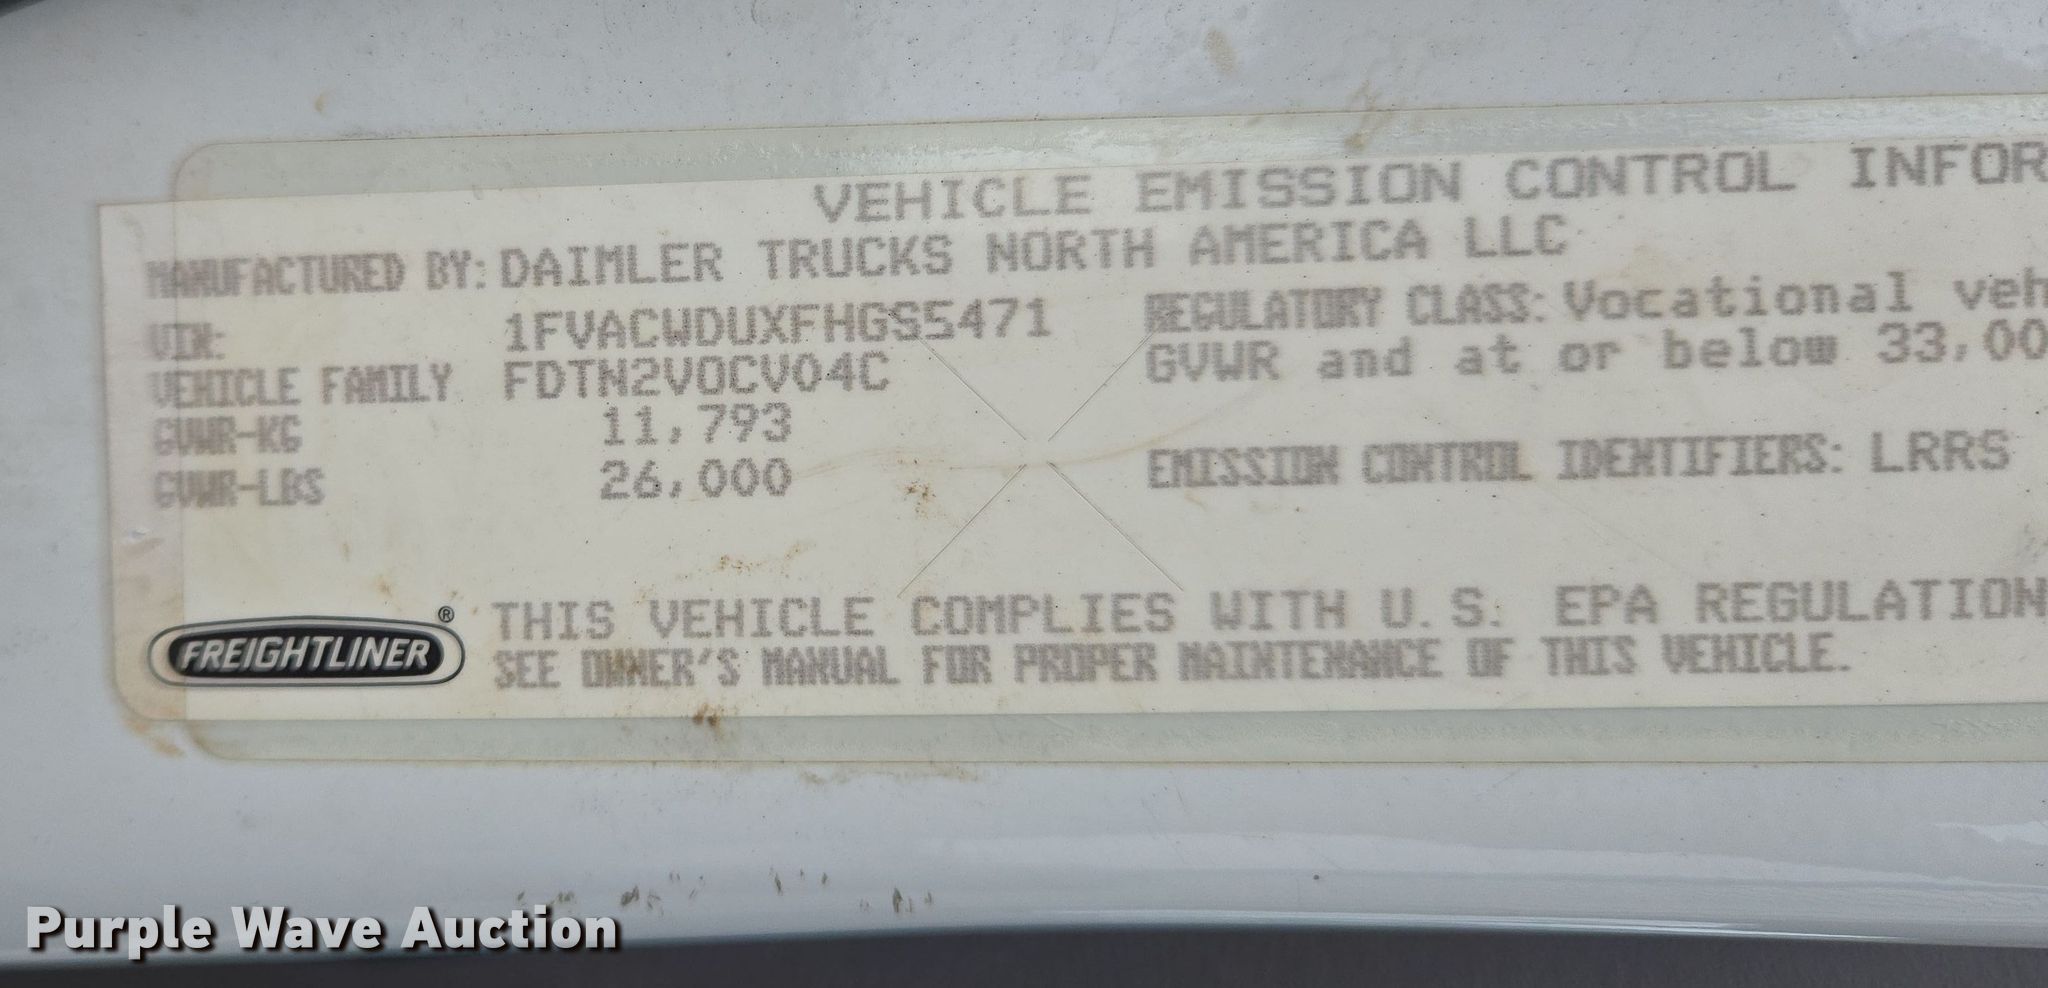 VEHICLE EMISSION CONTROL INFOR
MANUFACTURED BY: DAIMLER TRUCKS NORTH AMERICA LLC
VIN: 1FVACWDUXFHGS5471
REGULATORY CLASS: Vocational veh
VEHICLE FAMILY FDTN2VOCV04C
GVWR and at or below 33,00
GVWR-KG 11,793
GVWR-LBS 26,000
EMISSION CONTROL IDENTIFIERS: LRRS
FREIGHTLINER®
THIS VEHICLE COMPLIES WITH U.S. EPA REGULATION
SEE OWNER'S MANUAL FOR PROPER MAINTENANCE OF THIS VEHICLE.
Purple Wave Auction